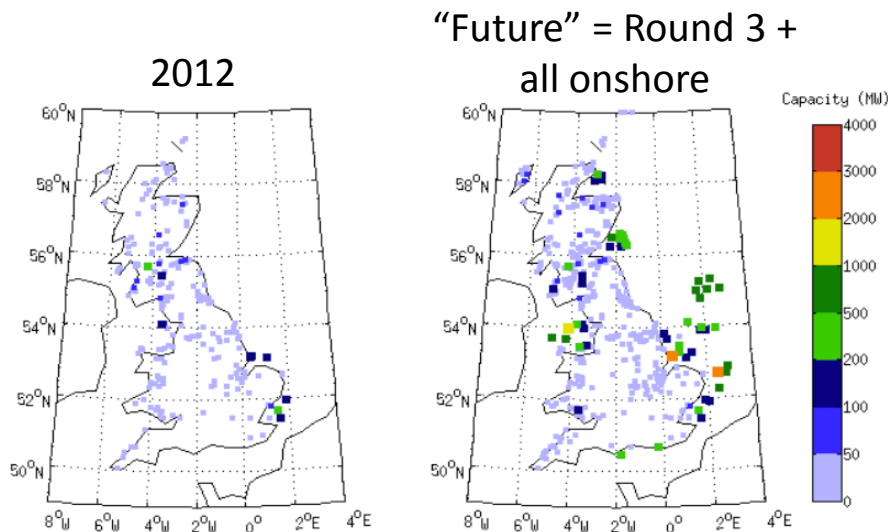 “Future” = Round 3 +
2012
all onshore
Capacity (MW)
60°N
58°N
56°N
54°N
52°N
50°N
8°W 6°W 4°W 2°W 0° 2°E 4°E
60°N
58°N
56°N
54°N
52°N
50°N
8°W 6°W 4°W 2°W 0° 2°E 4°E
4000
3000
2000
1000
500
200
100
50
0